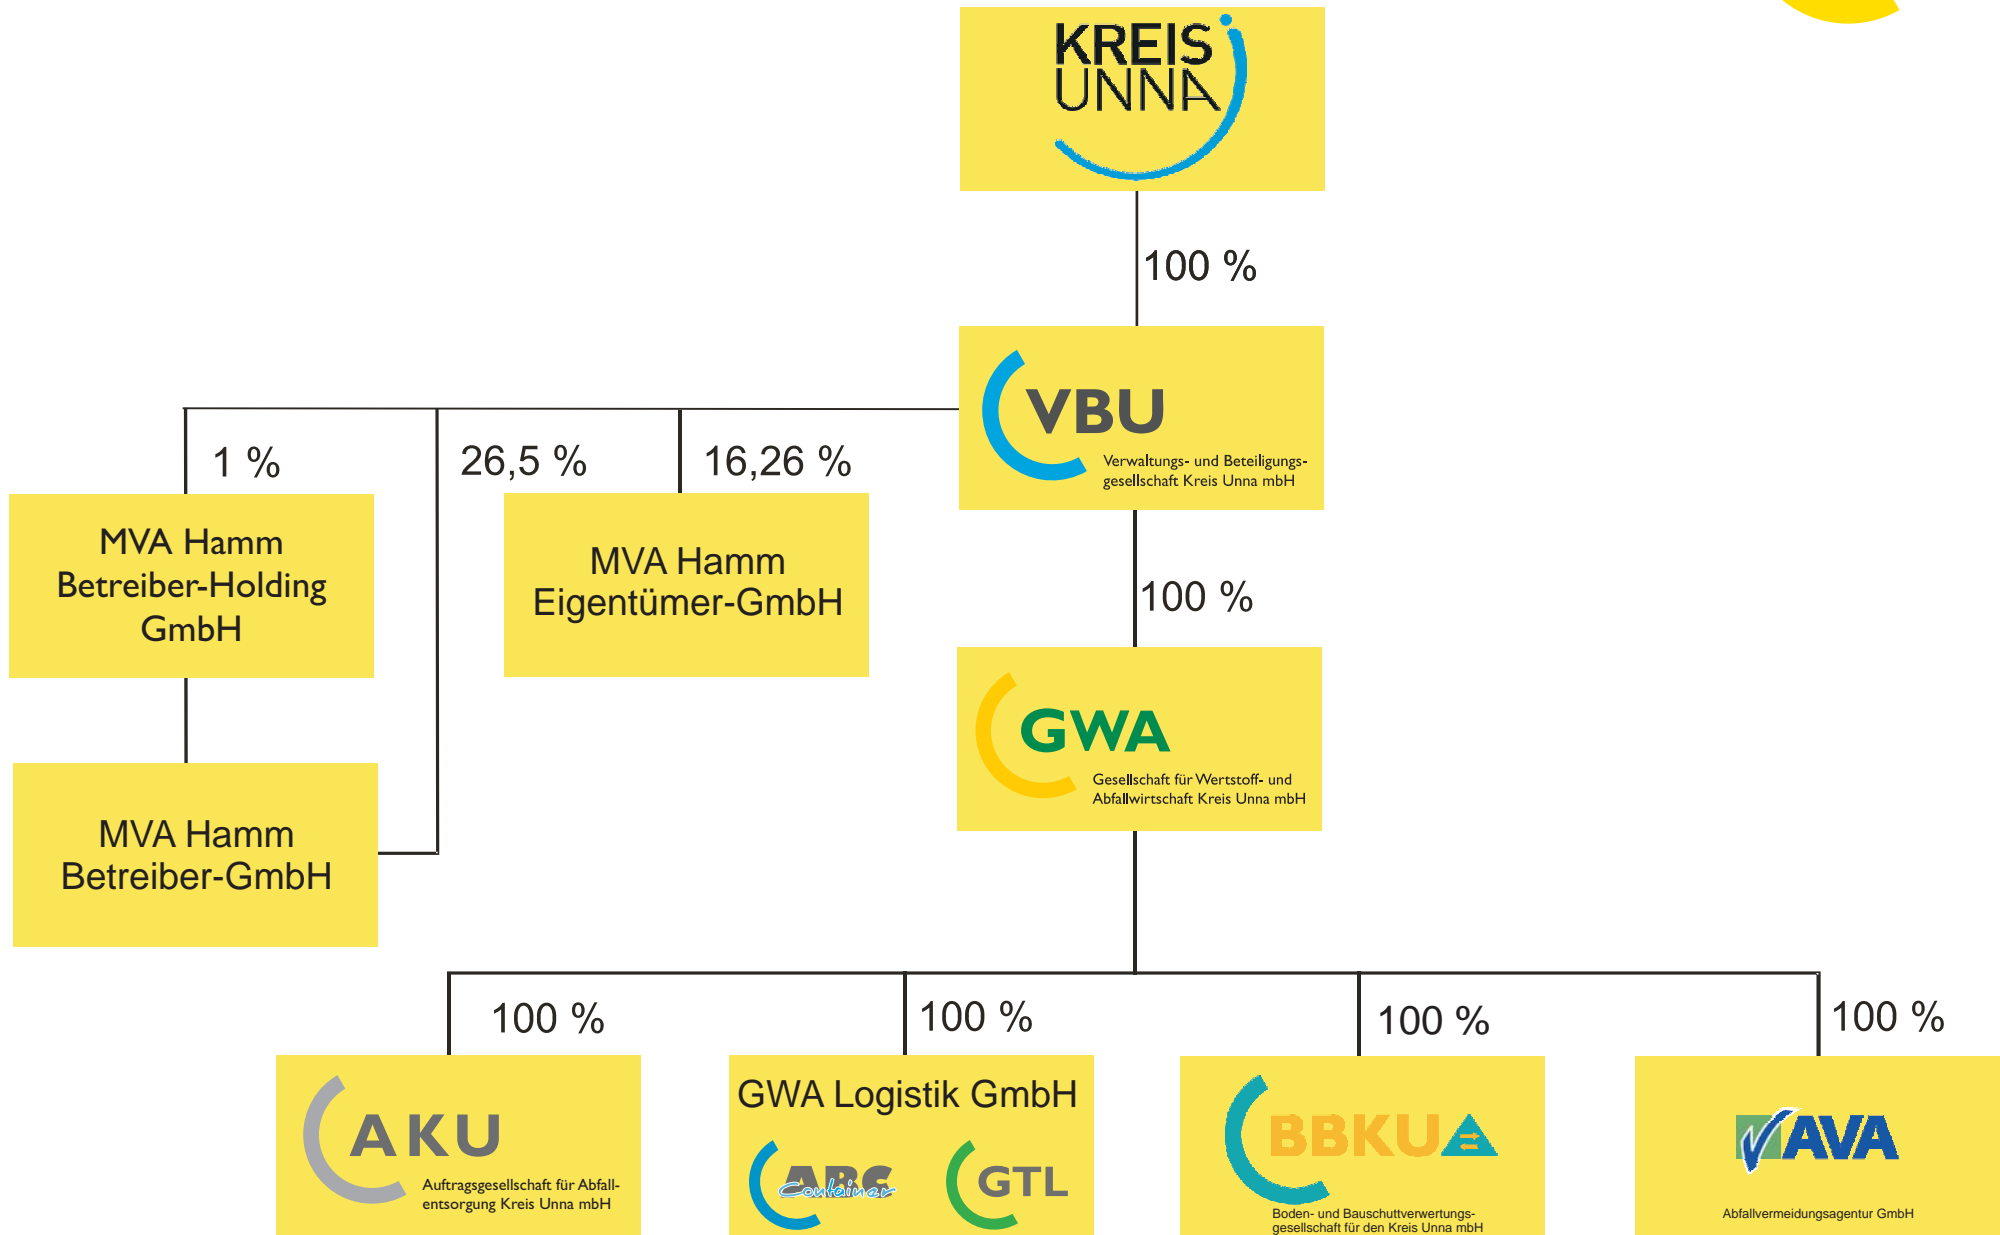 KREIS
UNNA
100 %
VBU
Verwaltungs- und Beteiligungs-
gesellschaft Kreis Unna mbH
1 %
26,5 %
16,26 %
MVA Hamm
Betreiber-Holding
GmbH
MVA Hamm
Eigentümer-GmbH
100 %
GWA
Gesellschaft für Wertstoff- und
Abfallwirtschaft Kreis Unna mbH
MVA Hamm
Betreiber-GmbH
100 %
100 %
100 %
100 %
AKU
Auftragsgesellschaft für Abfall-
entsorgung Kreis Unna mbH
GWA Logistik GmbH
ABC
Container
GTL
BBKU
Boden- und Bauschuttverwertungs-
gesellschaft für den Kreis Unna mbH
AVA
Abfallvermeidungsagentur GmbH